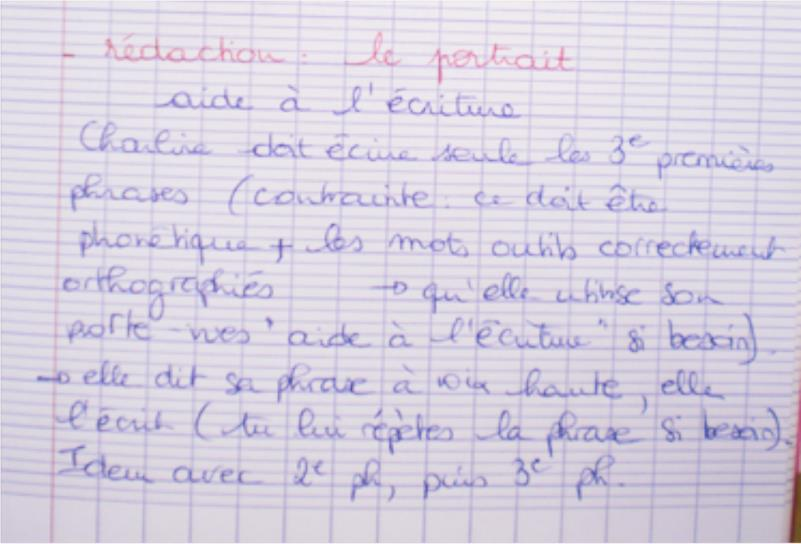 - rédaction : le portrait
aide à l'écriture
Charline doit écrire seule les 3e premières
phrases (contrainte : ce doit être
phonétique + les mots outils correctement
orthographiés → qu'elle utilise son
porte-vues "aide à l'écriture" si besoin).
→ elle dit sa phrase à voix haute, elle
l'écrit (tu lui répètes la phrase si besoin).
Idem avec 2e ph, puis 3e ph.